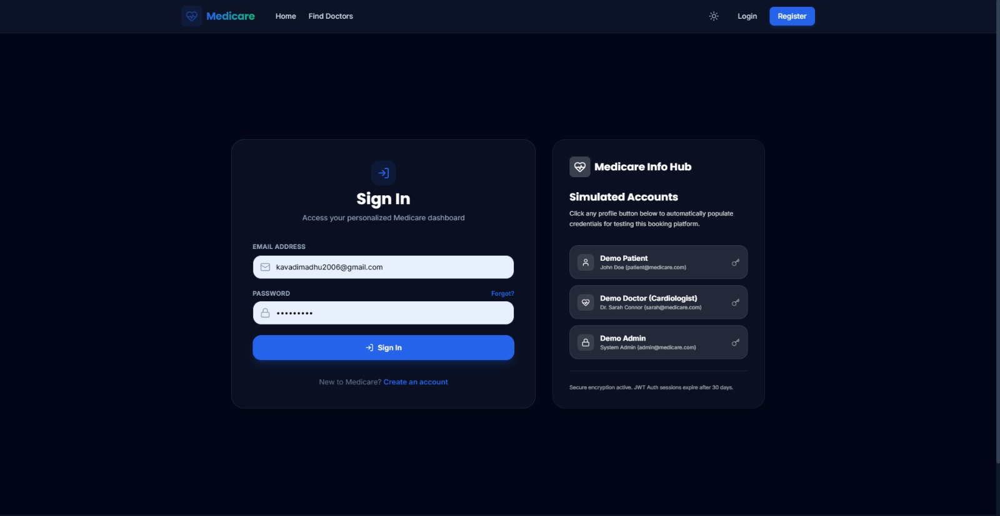 Medicare
Home
Find Doctors
Login
Register
Sign In
Access your personalized Medicare dashboard
EMAIL ADDRESS
kavadimadhu2006@gmail.com
PASSWORD
Forgot?
•••••••••
Sign In
New to Medicare? Create an account
Medicare Info Hub
Simulated Accounts
Click any profile button below to automatically populate
credentials for testing this booking platform.
Demo Patient
John Doe (patient@medicare.com)
Demo Doctor (Cardiologist)
Dr. Sarah Connor (sarah@medicare.com)
Demo Admin
System Admin (admin@medicare.com)
Secure encryption active. JWT Auth sessions expire after 30 days.